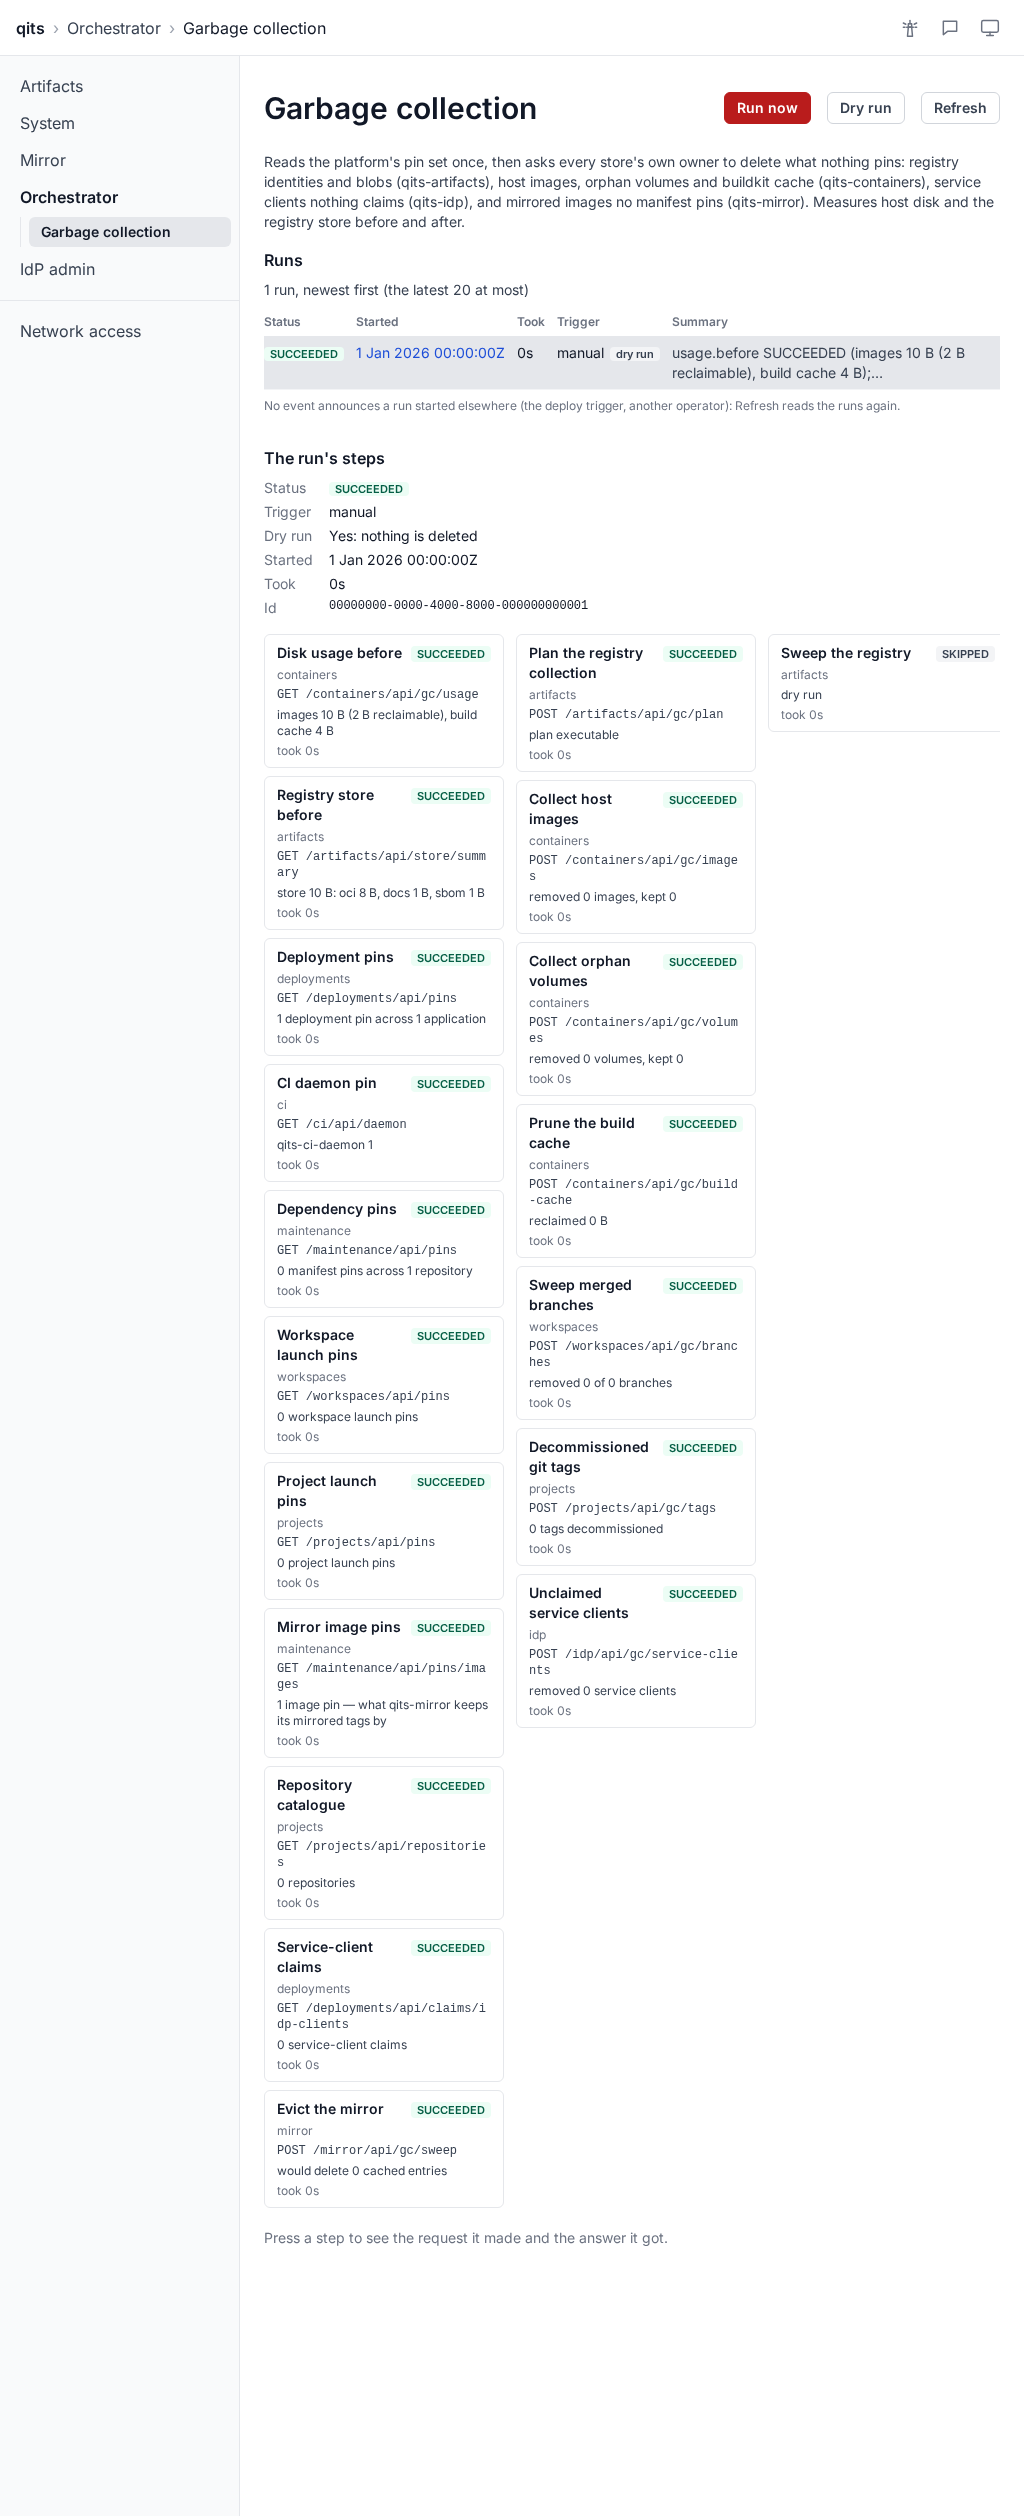 qits › Orchestrator › Garbage collection
Artifacts
System
Mirror
Orchestrator
Garbage collection
IdP admin
Network access
Garbage collection
Run now
Dry run
Refresh
Reads the platform's pin set once, then asks every store's own owner to delete what nothing pins: registry
identities and blobs (qits-artifacts), host images, orphan volumes and buildkit cache (qits-containers), service
clients nothing claims (qits-idp), and mirrored images no manifest pins (qits-mirror). Measures host disk and the
registry store before and after.
Runs
1 run, newest first (the latest 20 at most)
Status Started Took Trigger Summary
SUCCEEDED 1 Jan 2026 00:00:00Z 0s manual dry run usage.before SUCCEEDED (images 10 B (2 B
reclaimable), build cache 4 B);...
No event announces a run started elsewhere (the deploy trigger, another operator): Refresh reads the runs again.
The run's steps
Status SUCCEEDED
Trigger manual
Dry run Yes: nothing is deleted
Started 1 Jan 2026 00:00:00Z
Took 0s
Id 00000000-0000-4000-8000-000000000001
Disk usage before SUCCEEDED
containers
GET /containers/api/gc/usage
images 10 B (2 B reclaimable), build
cache 4 B
took 0s
Registry store
before
SUCCEEDED
artifacts
GET /artifacts/api/store/summ
ary
store 10 B: oci 8 B, docs 1 B, sbom 1 B
took 0s
Deployment pins SUCCEEDED
deployments
GET /deployments/api/pins
1 deployment pin across 1 application
took 0s
CI daemon pin SUCCEEDED
ci
GET /ci/api/daemon
qits-ci-daemon 1
took 0s
Dependency pins SUCCEEDED
maintenance
GET /maintenance/api/pins
0 manifest pins across 1 repository
took 0s
Workspace
launch pins
SUCCEEDED
workspaces
GET /workspaces/api/pins
0 workspace launch pins
took 0s
Project launch
pins
SUCCEEDED
projects
GET /projects/api/pins
0 project launch pins
took 0s
Mirror image pins SUCCEEDED
maintenance
GET /maintenance/api/pins/ima
ges
1 image pin — what qits-mirror keeps
its mirrored tags by
took 0s
Repository
catalogue
SUCCEEDED
projects
GET /projects/api/repositorie
s
0 repositories
took 0s
Service-client
claims
SUCCEEDED
deployments
GET /deployments/api/claims/i
dp-clients
0 service-client claims
took 0s
Evict the mirror SUCCEEDED
mirror
POST /mirror/api/gc/sweep
would delete 0 cached entries
took 0s
Plan the registry
collection
SUCCEEDED
artifacts
POST /artifacts/api/gc/plan
plan executable
took 0s
Collect host
images
SUCCEEDED
containers
POST /containers/api/gc/image
s
removed 0 images, kept 0
took 0s
Collect orphan
volumes
SUCCEEDED
containers
POST /containers/api/gc/volum
es
removed 0 volumes, kept 0
took 0s
Prune the build
cache
SUCCEEDED
containers
POST /containers/api/gc/build
-cache
reclaimed 0 B
took 0s
Sweep merged
branches
SUCCEEDED
workspaces
POST /workspaces/api/gc/branc
hes
removed 0 of 0 branches
took 0s
Decommissioned
git tags
SUCCEEDED
projects
POST /projects/api/gc/tags
0 tags decommissioned
took 0s
Unclaimed
service clients
SUCCEEDED
idp
POST /idp/api/gc/service-clie
nts
removed 0 service clients
took 0s
Sweep the registry SKIPPED
artifacts
dry run
took 0s
Press a step to see the request it made and the answer it got.